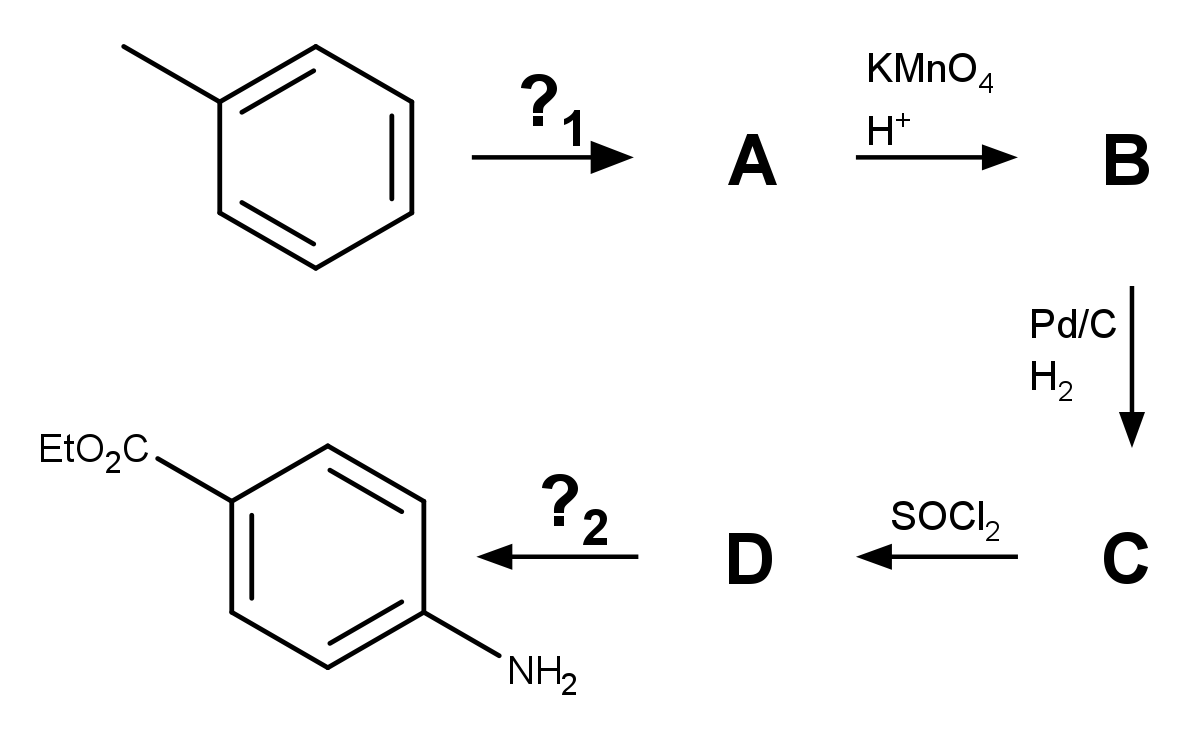 ?₁
A
KMnO₄
H⁺
B
Pd/C
H₂
EtO₂C
?₂
D
SOCl₂
C
NH₂